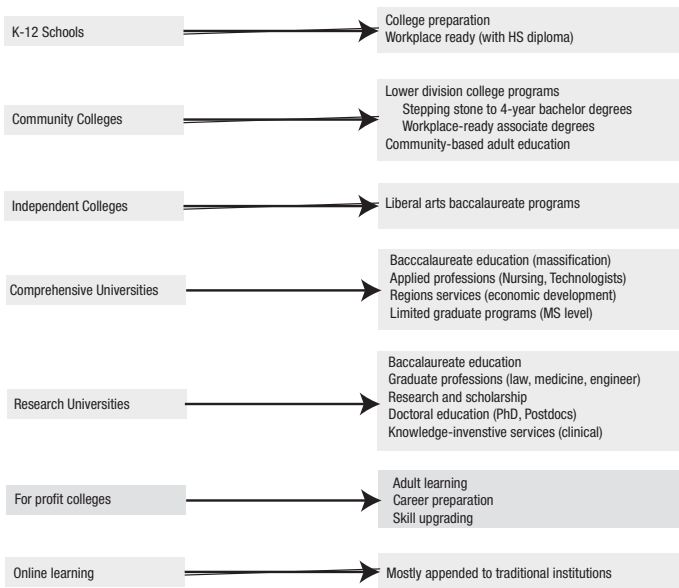 K-12 Schools
College preparation
Workplace ready (with HS diploma)
Community Colleges
Lower division college programs
Stepping stone to 4-year bachelor degrees
Workplace-ready associate degrees
Community-based adult education
Independent Colleges
Liberal arts baccalaureate programs
Comprehensive Universities
Bacccalaureate education (massification)
Applied professions (Nursing, Technologists)
Regions services (economic development)
Limited graduate programs (MS level)
Research Universities
Baccalaureate education
Graduate professions (law, medicine, engineer)
Research and scholarship
Doctoral education (PhD, Postdocs)
Knowledge-invenstive services (clinical)
For profit colleges
Adult learning
Career preparation
Skill upgrading
Online learning
Mostly appended to traditional institutions